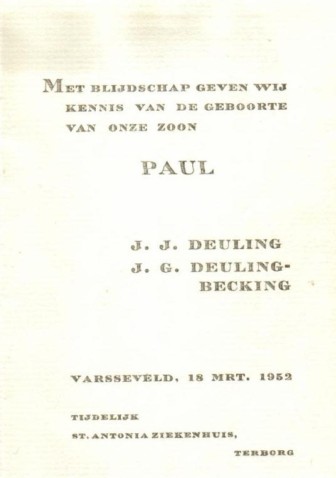 MET BLIJDSCHAP GEVEN WIJ
KENNIS VAN DE GEBOORTE
VAN ONZE ZOON
PAUL
J. J. DEULING
J. G. DEULING-
BECKING
VARSSEVELD, 18 MRT. 1952
TIJDELIJK
ST. ANTONIA ZIEKENHUIS,
TERBORG